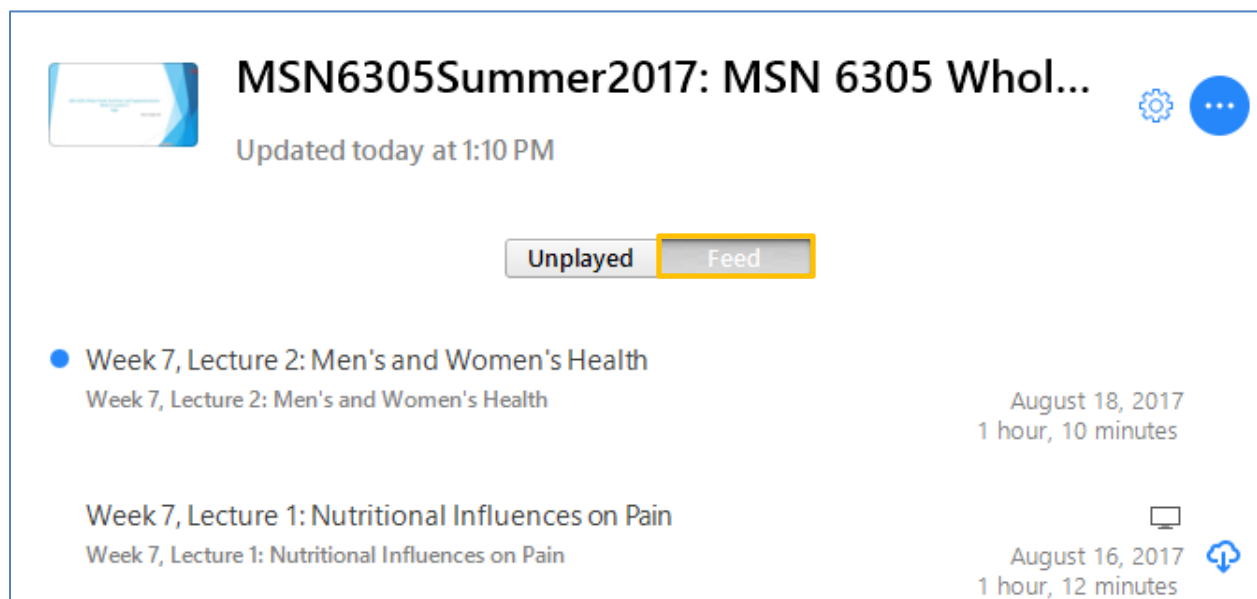 MSN6305Summer2017: MSN 6305 Whol...
Updated today at 1:10 PM
Unplayed
Feed
Week 7, Lecture 2: Men's and Women's Health
Week 7, Lecture 2: Men's and Women's Health
August 18, 2017
1 hour, 10 minutes
Week 7, Lecture 1: Nutritional Influences on Pain
Week 7, Lecture 1: Nutritional Influences on Pain
August 16, 2017
1 hour, 12 minutes